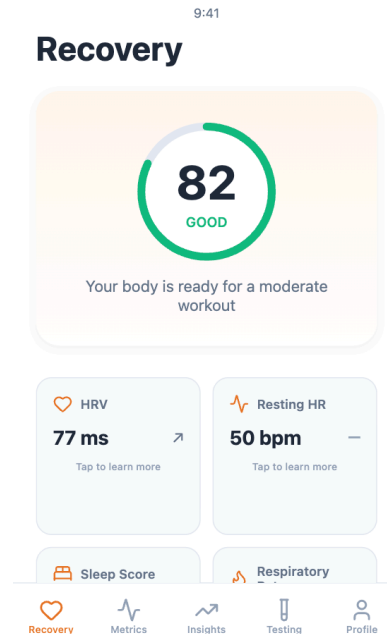 9:41
Recovery
82
GOOD
Your body is ready for a moderate
workout
HRV
77 ms
Tap to learn more
Resting HR
50 bpm
Tap to learn more
Sleep Score
Respiratory
Recovery
Metrics
Insights
Testing
Profile